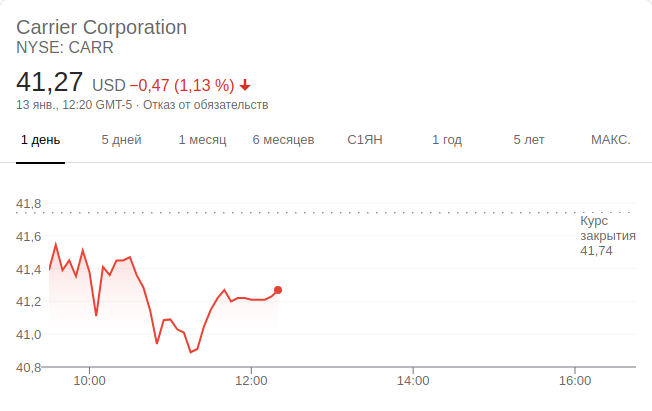 Carrier Corporation
NYSE: CARR
41,27 USD −0,47 (1,13 %)
13 янв., 12:20 GMT-5 · Отказ от обязательств
1 день 5 дней 1 месяц 6 месяцев С1ЯН 1 год 5 лет МАКС.
41,8
Курс
закрытия
41,74
41,6
41,4
41,2
41,0
40,8
10:00 12:00 14:00 16:00